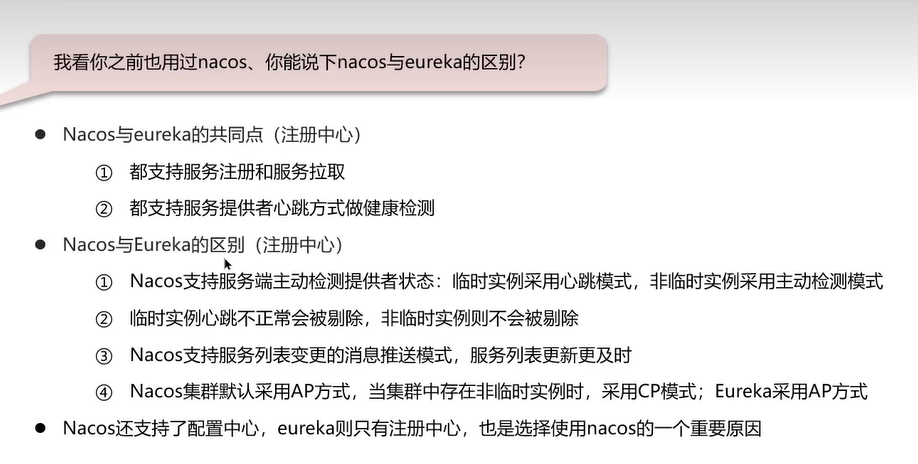 我看你之前也用过nacos、你能说下nacos与eureka的区别？
● Nacos与eureka的共同点（注册中心）
① 都支持服务注册和服务拉取
② 都支持服务提供者心跳方式做健康检测
● Nacos与Eureka的区别（注册中心）
① Nacos支持服务端主动检测提供者状态：临时实例采用心跳模式，非临时实例采用主动检测模式
② 临时实例心跳不正常会被剔除，非临时实例则不会被剔除
③ Nacos支持服务列表变更的消息推送模式，服务列表更新更及时
④ Nacos集群默认采用AP方式，当集群中存在非临时实例时，采用CP模式；Eureka采用AP方式
● Nacos还支持了配置中心，eureka则只有注册中心，也是选择使用nacos的一个重要原因